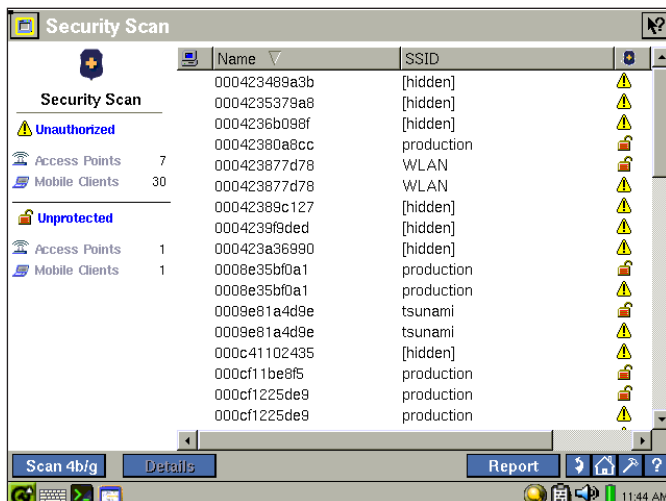 Security Scan
?
Name SSID
Security Scan
Unauthorized
Access Points 7
Mobile Clients 30
Unprotected
Access Points 1
Mobile Clients 1
000423489a3b [hidden]
0004235379a8 [hidden]
0004236b098f [hidden]
00042380a8cc production
000423877d78 WLAN
000423877d78 WLAN
00042389c127 [hidden]
0004239f9ded [hidden]
000423a36990 [hidden]
0008e35bf0a1 production
0008e35bf0a1 production
0009e81a4d9e tsunami
0009e81a4d9e tsunami
000c41102435 [hidden]
000cf11be8f5 production
000cf1225de9 production
000cf1225de9 production
Scan 4b/g Details Report ?
11:44 AM